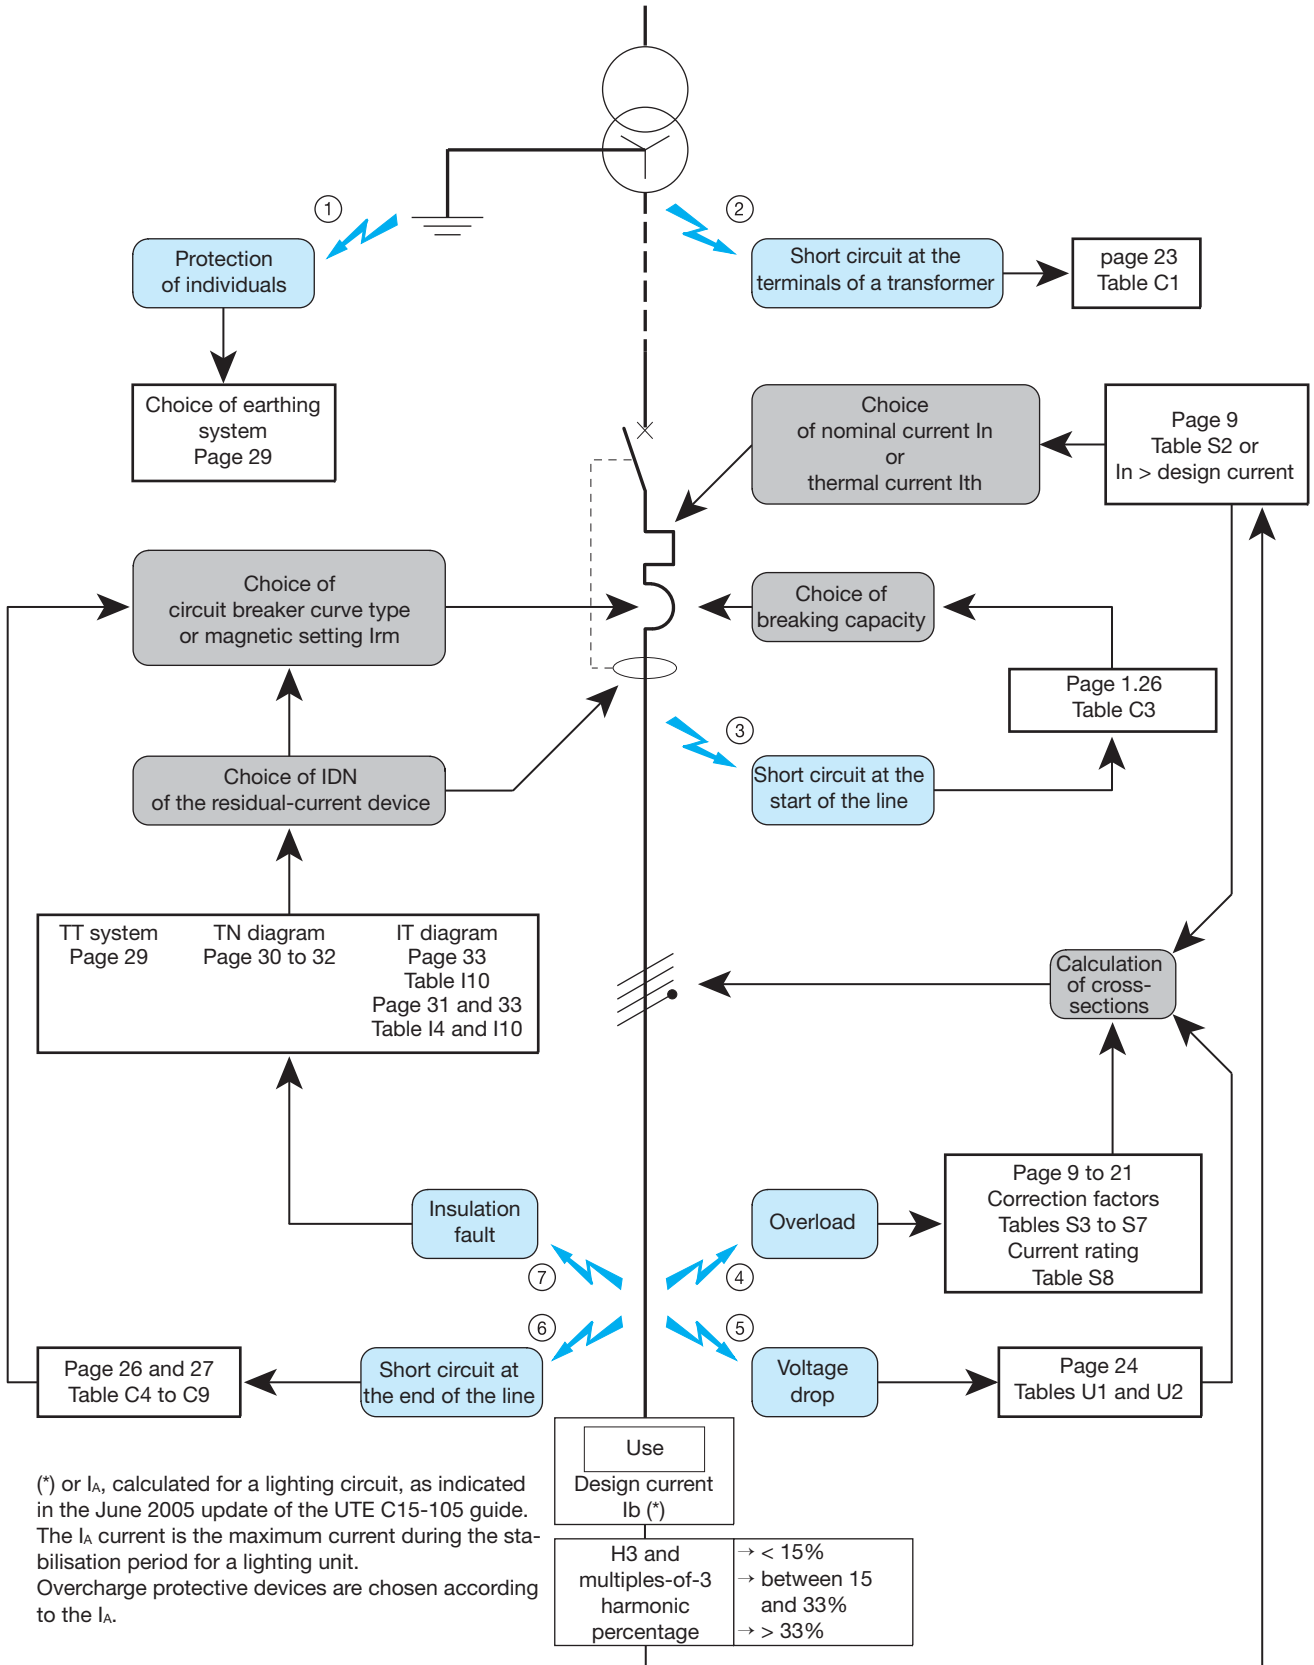 1
Protection
of individuals
Choice of earthing
system
Page 29
2
Short circuit at the
terminals of a transformer
page 23
Table C1
Choice
of nominal current In
or
thermal current Ith
Page 9
Table S2 or
In > design current
Choice of
circuit breaker curve type
or magnetic setting Irm
Choice of
breaking capacity
Page 1.26
Table C3
3
Short circuit at the
start of the line
Choice of IDN
of the residual-current device
TT system
Page 29
TN diagram
Page 30 to 32
IT diagram
Page 33
Table I10
Page 31 and 33
Table I4 and I10
Calculation
of cross-
sections
Insulation
fault
7
Overload
4
Page 9 to 21
Correction factors
Tables S3 to S7
Current rating
Table S8
6
Short circuit at
the end of the line
Page 26 and 27
Table C4 to C9
5
Voltage
drop
Page 24
Tables U1 and U2
Use
Design current
Ib (*)
H3 and
multiples-of-3
harmonic
percentage
→ < 15%
→ between 15
and 33%
→ > 33%
(*) or IA, calculated for a lighting circuit, as indicated
in the June 2005 update of the UTE C15-105 guide.
The IA current is the maximum current during the sta-
bilisation period for a lighting unit.
Overcharge protective devices are chosen according
to the IA.